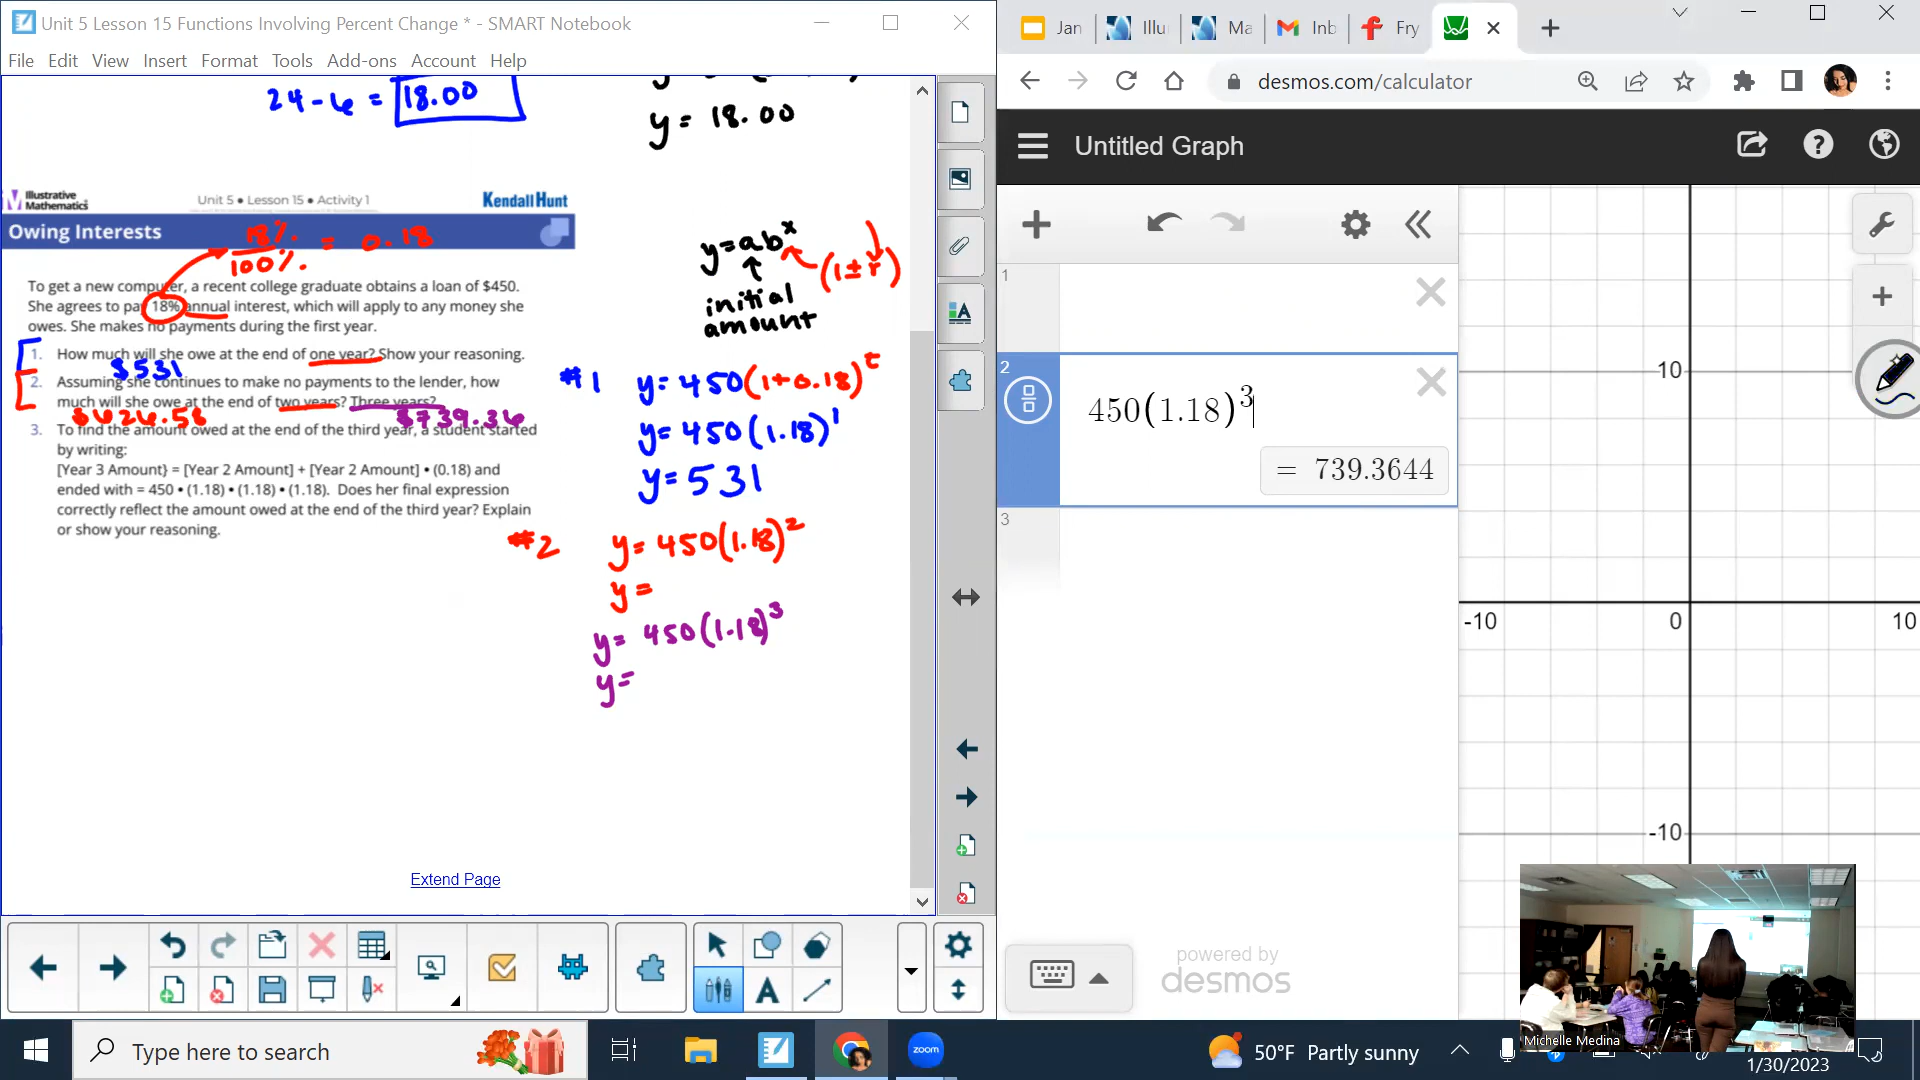 Unit 5 Lesson 15 Functions Involving Percent Change * - SMART Notebook
File Edit View Insert Format Tools Add-ons Account Help
24 - 6 = 18.00
y = 18.00
Illustrative Mathematics
Unit 5 • Lesson 15 • Activity 1
Kendall Hunt
Owing Interests
18% = 0.18
100%
y = ab^x
(1 ± r)
initial
amount
To get a new computer, a recent college graduate obtains a loan of $450.
She agrees to pay 18% annual interest, which will apply to any money she
owes. She makes no payments during the first year.
1. How much will she owe at the end of one year? Show your reasoning.
$531
2. Assuming she continues to make no payments to the lender, how
much will she owe at the end of two years? Three years?
$626.58 $739.36
3. To find the amount owed at the end of the third year, a student started
by writing:
[Year 3 Amount} = [Year 2 Amount] + [Year 2 Amount] • (0.18) and
ended with = 450 • (1.18) • (1.18) • (1.18). Does her final expression
correctly reflect the amount owed at the end of the third year? Explain
or show your reasoning.
#1 y = 450(1+0.18)^t
y = 450(1.18)^1
y = 531
#2 y = 450(1.18)^2
y =
y = 450(1.18)^3
y =
Extend Page
Jan Illu Ma Inb Fry
desmos.com/calculator
Untitled Graph
1
2
450(1.18)^3
= 739.3644
3
10
-10 0 10
-10
powered by
desmos
Michelle Medina
Type here to search
zoom
50°F Partly sunny
1/30/2023